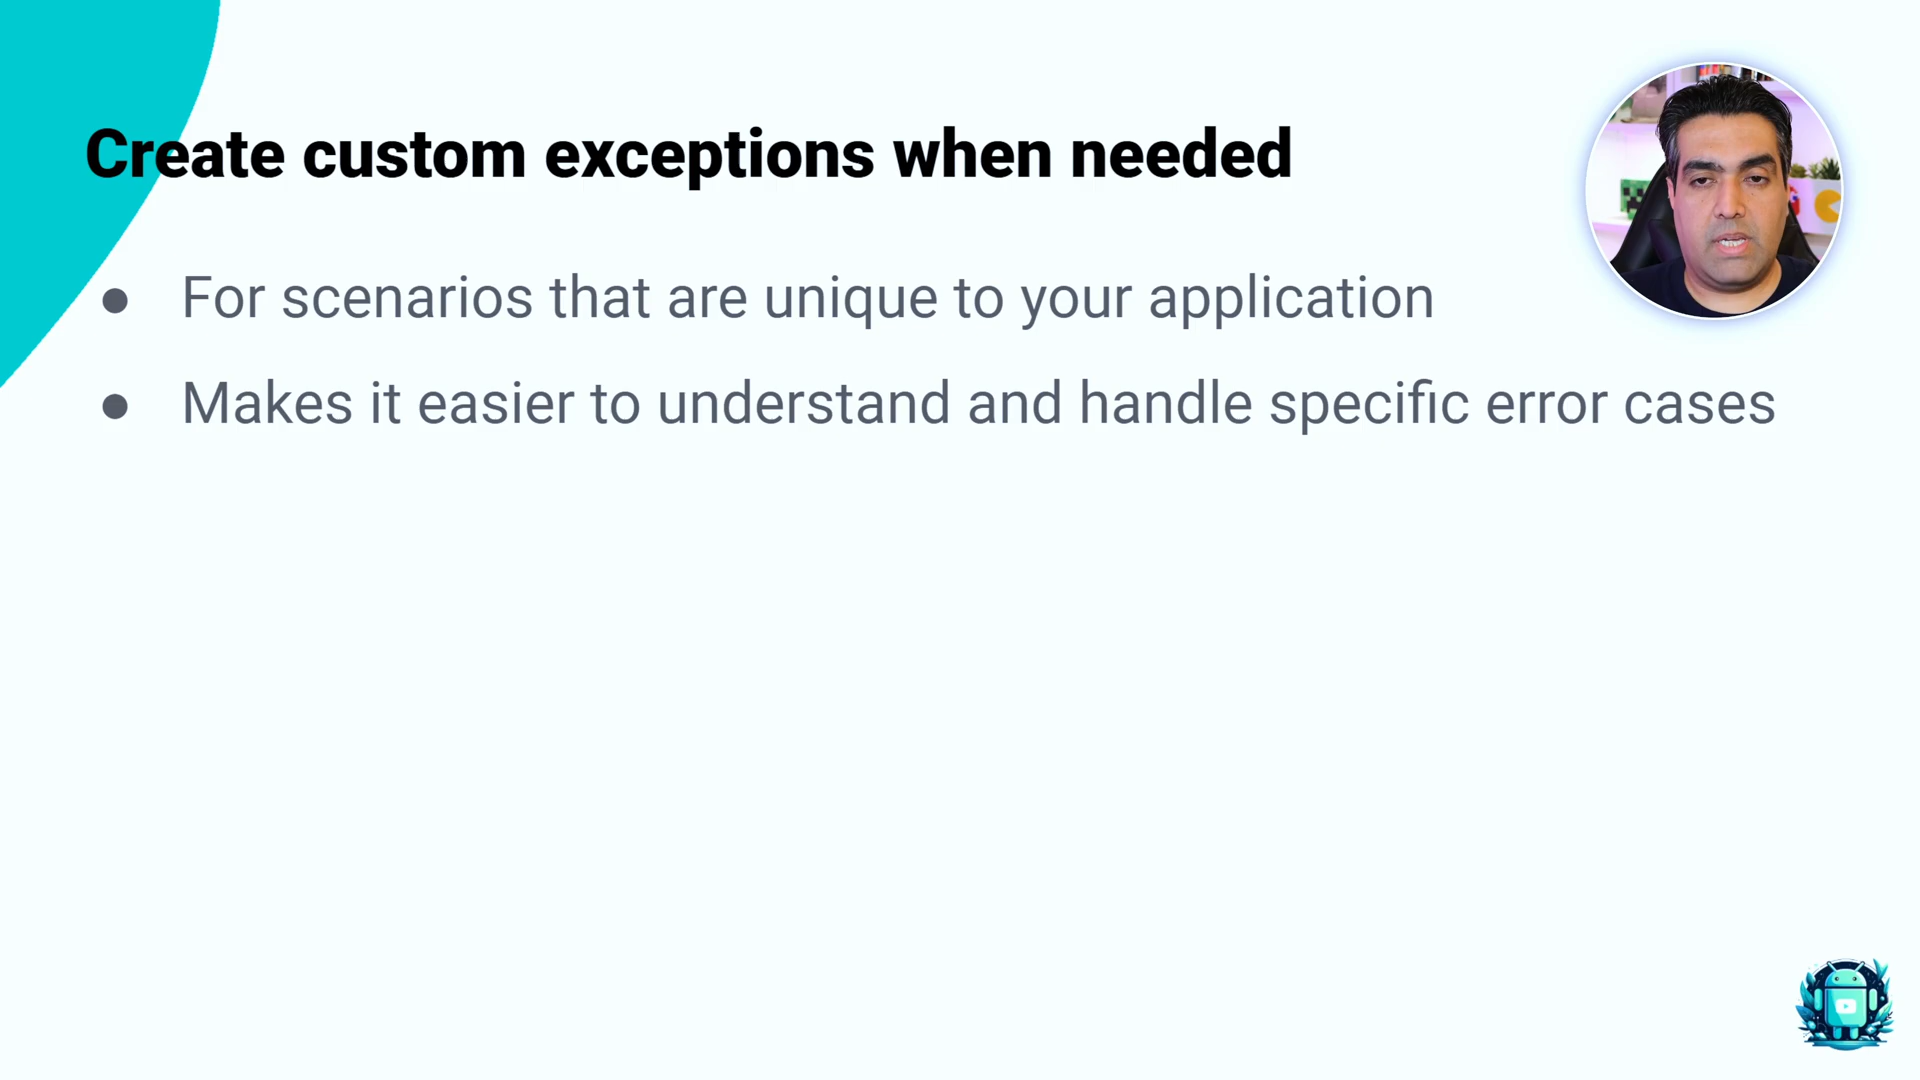 Create custom exceptions when needed
● For scenarios that are unique to your application
● Makes it easier to understand and handle specific error cases